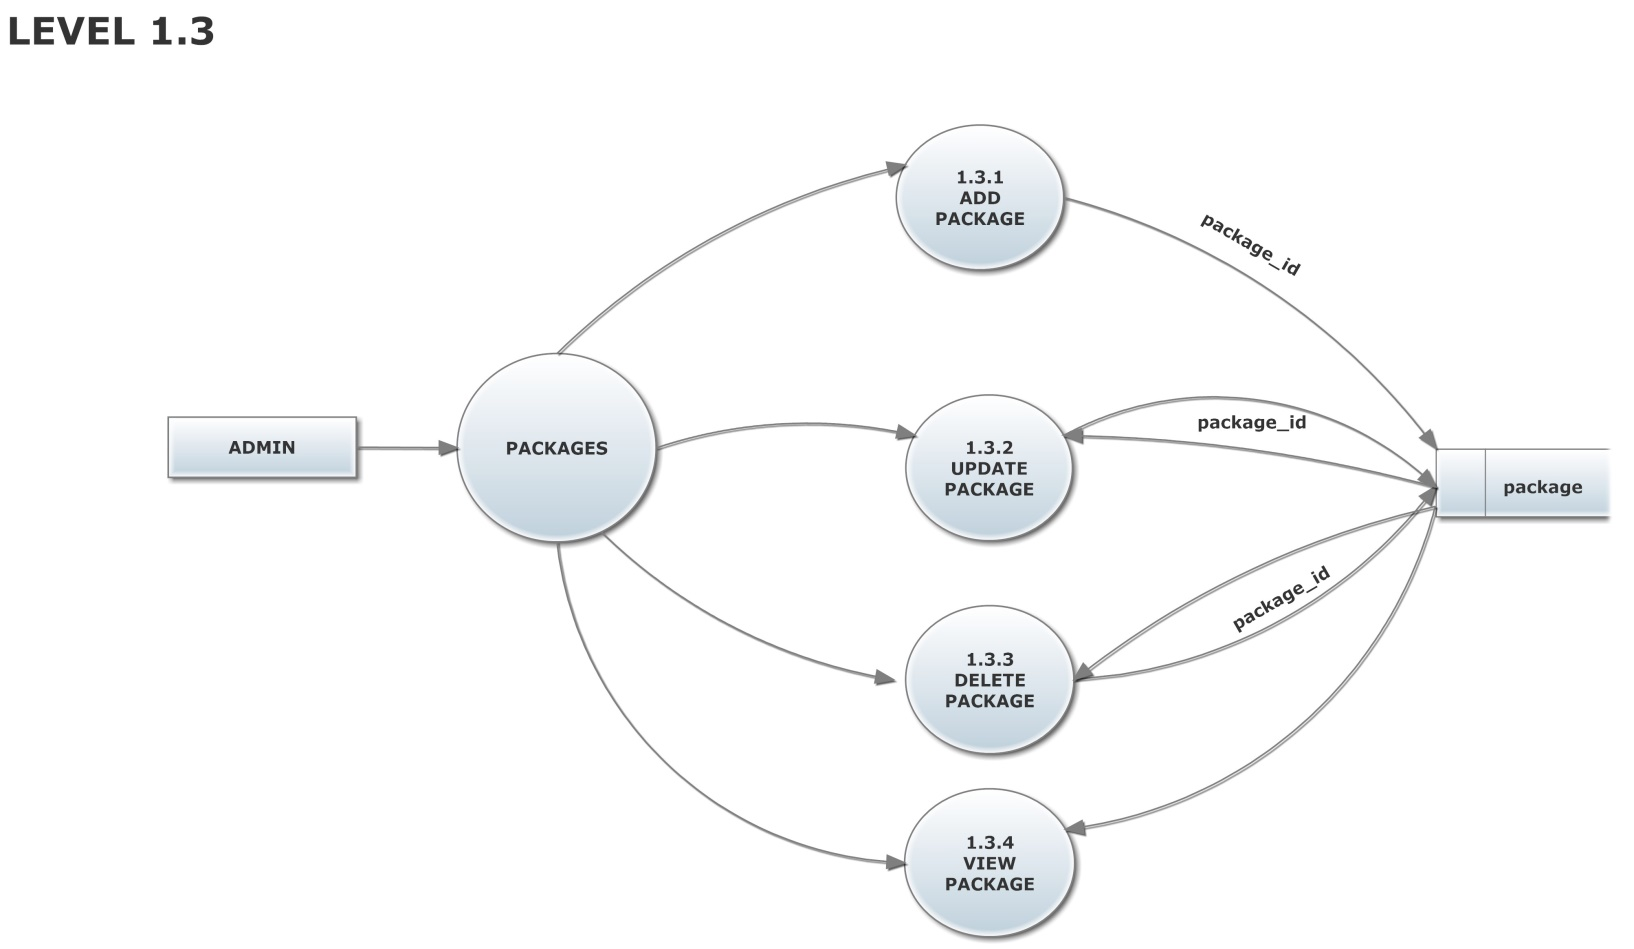 LEVEL 1.3
1.3.1
ADD
PACKAGE
package_id
ADMIN
PACKAGES
1.3.2
UPDATE
PACKAGE
package_id
package
1.3.3
DELETE
PACKAGE
package_id
1.3.4
VIEW
PACKAGE